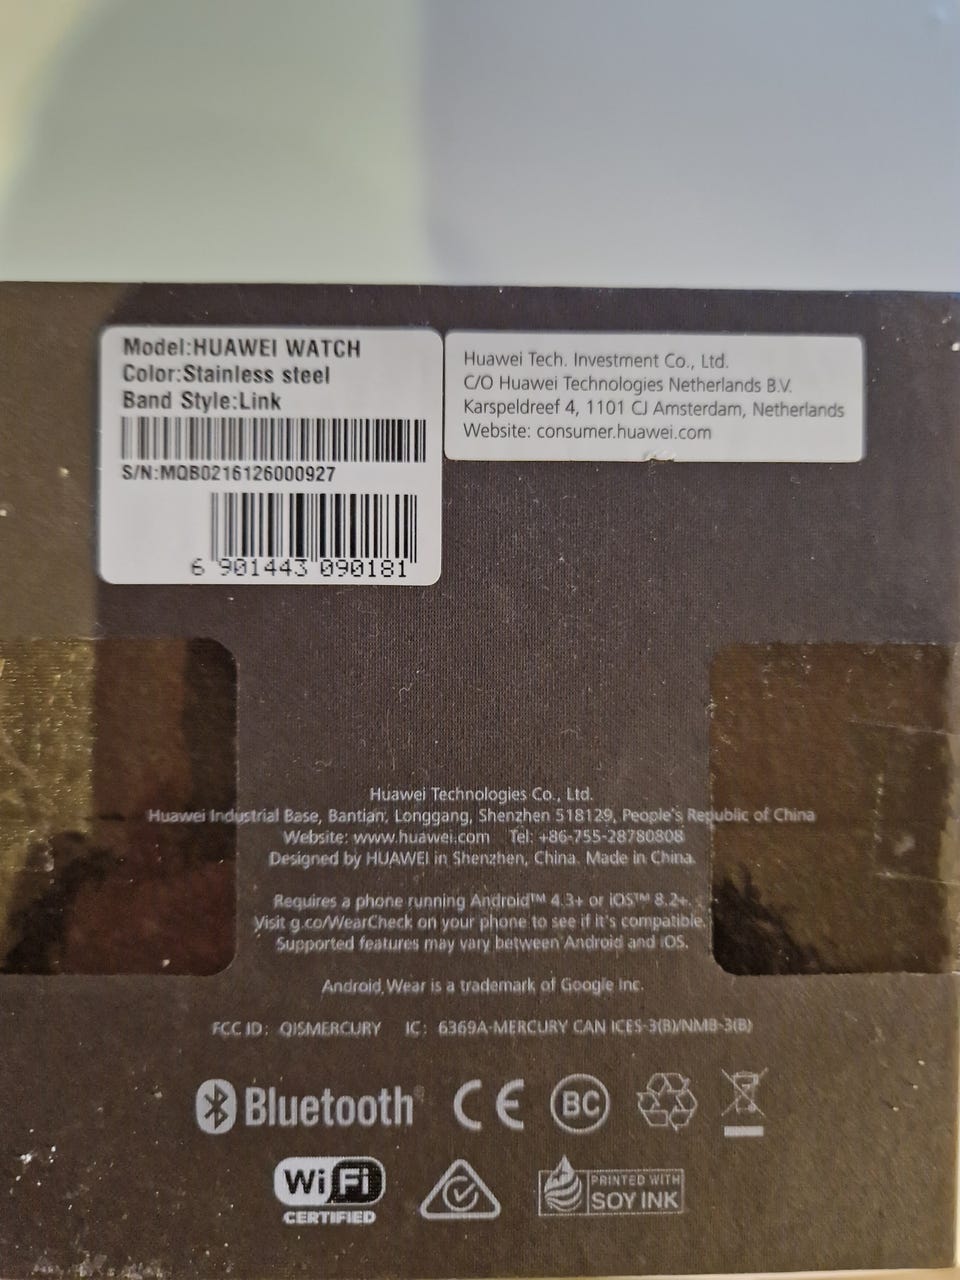 Model:HUAWEI WATCH
Color:Stainless steel
Band Style:Link
S/N:MQB0216126000927
6 901443 090181
Huawei Tech. Investment Co., Ltd.
C/O Huawei Technologies Netherlands B.V.
Karspeldreef 4, 1101 CJ Amsterdam, Netherlands
Website: consumer.huawei.com
Huawei Technologies Co., Ltd.
Huawei Industrial Base, Bantian, Longgang, Shenzhen 518129, People's Republic of China
Website: www.huawei.com Tel: +86-755-28780808
Designed by HUAWEI in Shenzhen, China. Made in China.
Requires a phone running Android™ 4.3+ or iOS™ 8.2+.
Visit g.co/WearCheck on your phone to see if it's compatible.
Supported features may vary between Android and iOS.
Android Wear is a trademark of Google Inc.
FCC ID: QISMERCURY IC: 6369A-MERCURY CAN ICES-3(B)/NMB-3(B)
Bluetooth® CE BC
Wi Fi
CERTIFIED
PRINTED WITH
SOY INK